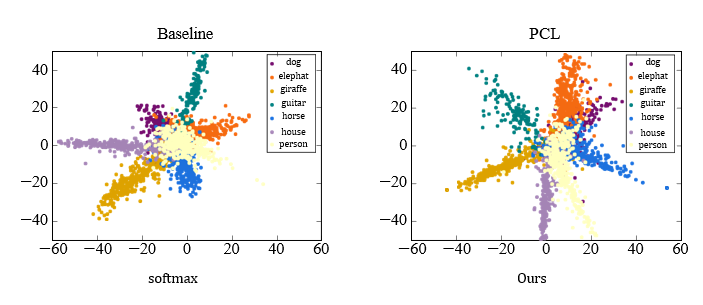 Baseline
40
20
0
−20
−40
−60 −40 −20 0 20 40 60
dog
elephat
giraffe
guitar
horse
house
person
softmax
PCL
40
20
0
−20
−40
−60 −40 −20 0 20 40 60
dog
elephat
giraffe
guitar
horse
house
person
Ours